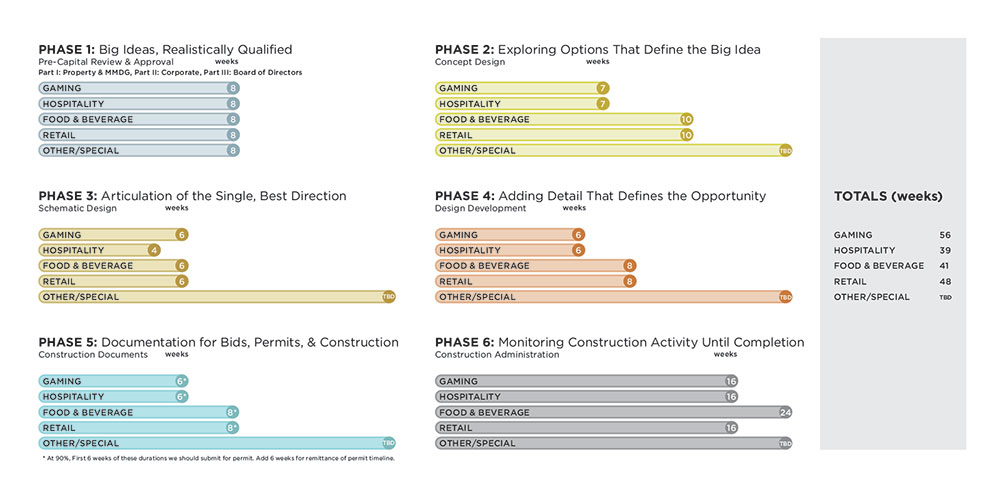 PHASE 1: Big Ideas, Realistically Qualified
Pre-Capital Review & Approval weeks
Part I: Property & MMDG, Part II: Corporate, Part III: Board of Directors
GAMING 8
HOSPITALITY 8
FOOD & BEVERAGE 8
RETAIL 8
OTHER/SPECIAL 8
PHASE 2: Exploring Options That Define the Big Idea
Concept Design weeks
GAMING 7
HOSPITALITY 7
FOOD & BEVERAGE 10
RETAIL 10
OTHER/SPECIAL TBD
PHASE 3: Articulation of the Single, Best Direction
Schematic Design weeks
GAMING 6
HOSPITALITY 4
FOOD & BEVERAGE 6
RETAIL 6
OTHER/SPECIAL TBD
PHASE 4: Adding Detail That Defines the Opportunity
Design Development weeks
GAMING 6
HOSPITALITY 6
FOOD & BEVERAGE 8
RETAIL 8
OTHER/SPECIAL TBD
PHASE 5: Documentation for Bids, Permits, & Construction
Construction Documents weeks
GAMING 6*
HOSPITALITY 6*
FOOD & BEVERAGE 8*
RETAIL 8*
OTHER/SPECIAL TBD
* At 90%, First 6 weeks of these durations we should submit for permit. Add 6 weeks for remittance of permit timeline.
PHASE 6: Monitoring Construction Activity Until Completion
Construction Administration weeks
GAMING 16
HOSPITALITY 16
FOOD & BEVERAGE 24
RETAIL 16
OTHER/SPECIAL TBD
TOTALS (weeks)
GAMING 56
HOSPITALITY 39
FOOD & BEVERAGE 41
RETAIL 48
OTHER/SPECIAL TBD